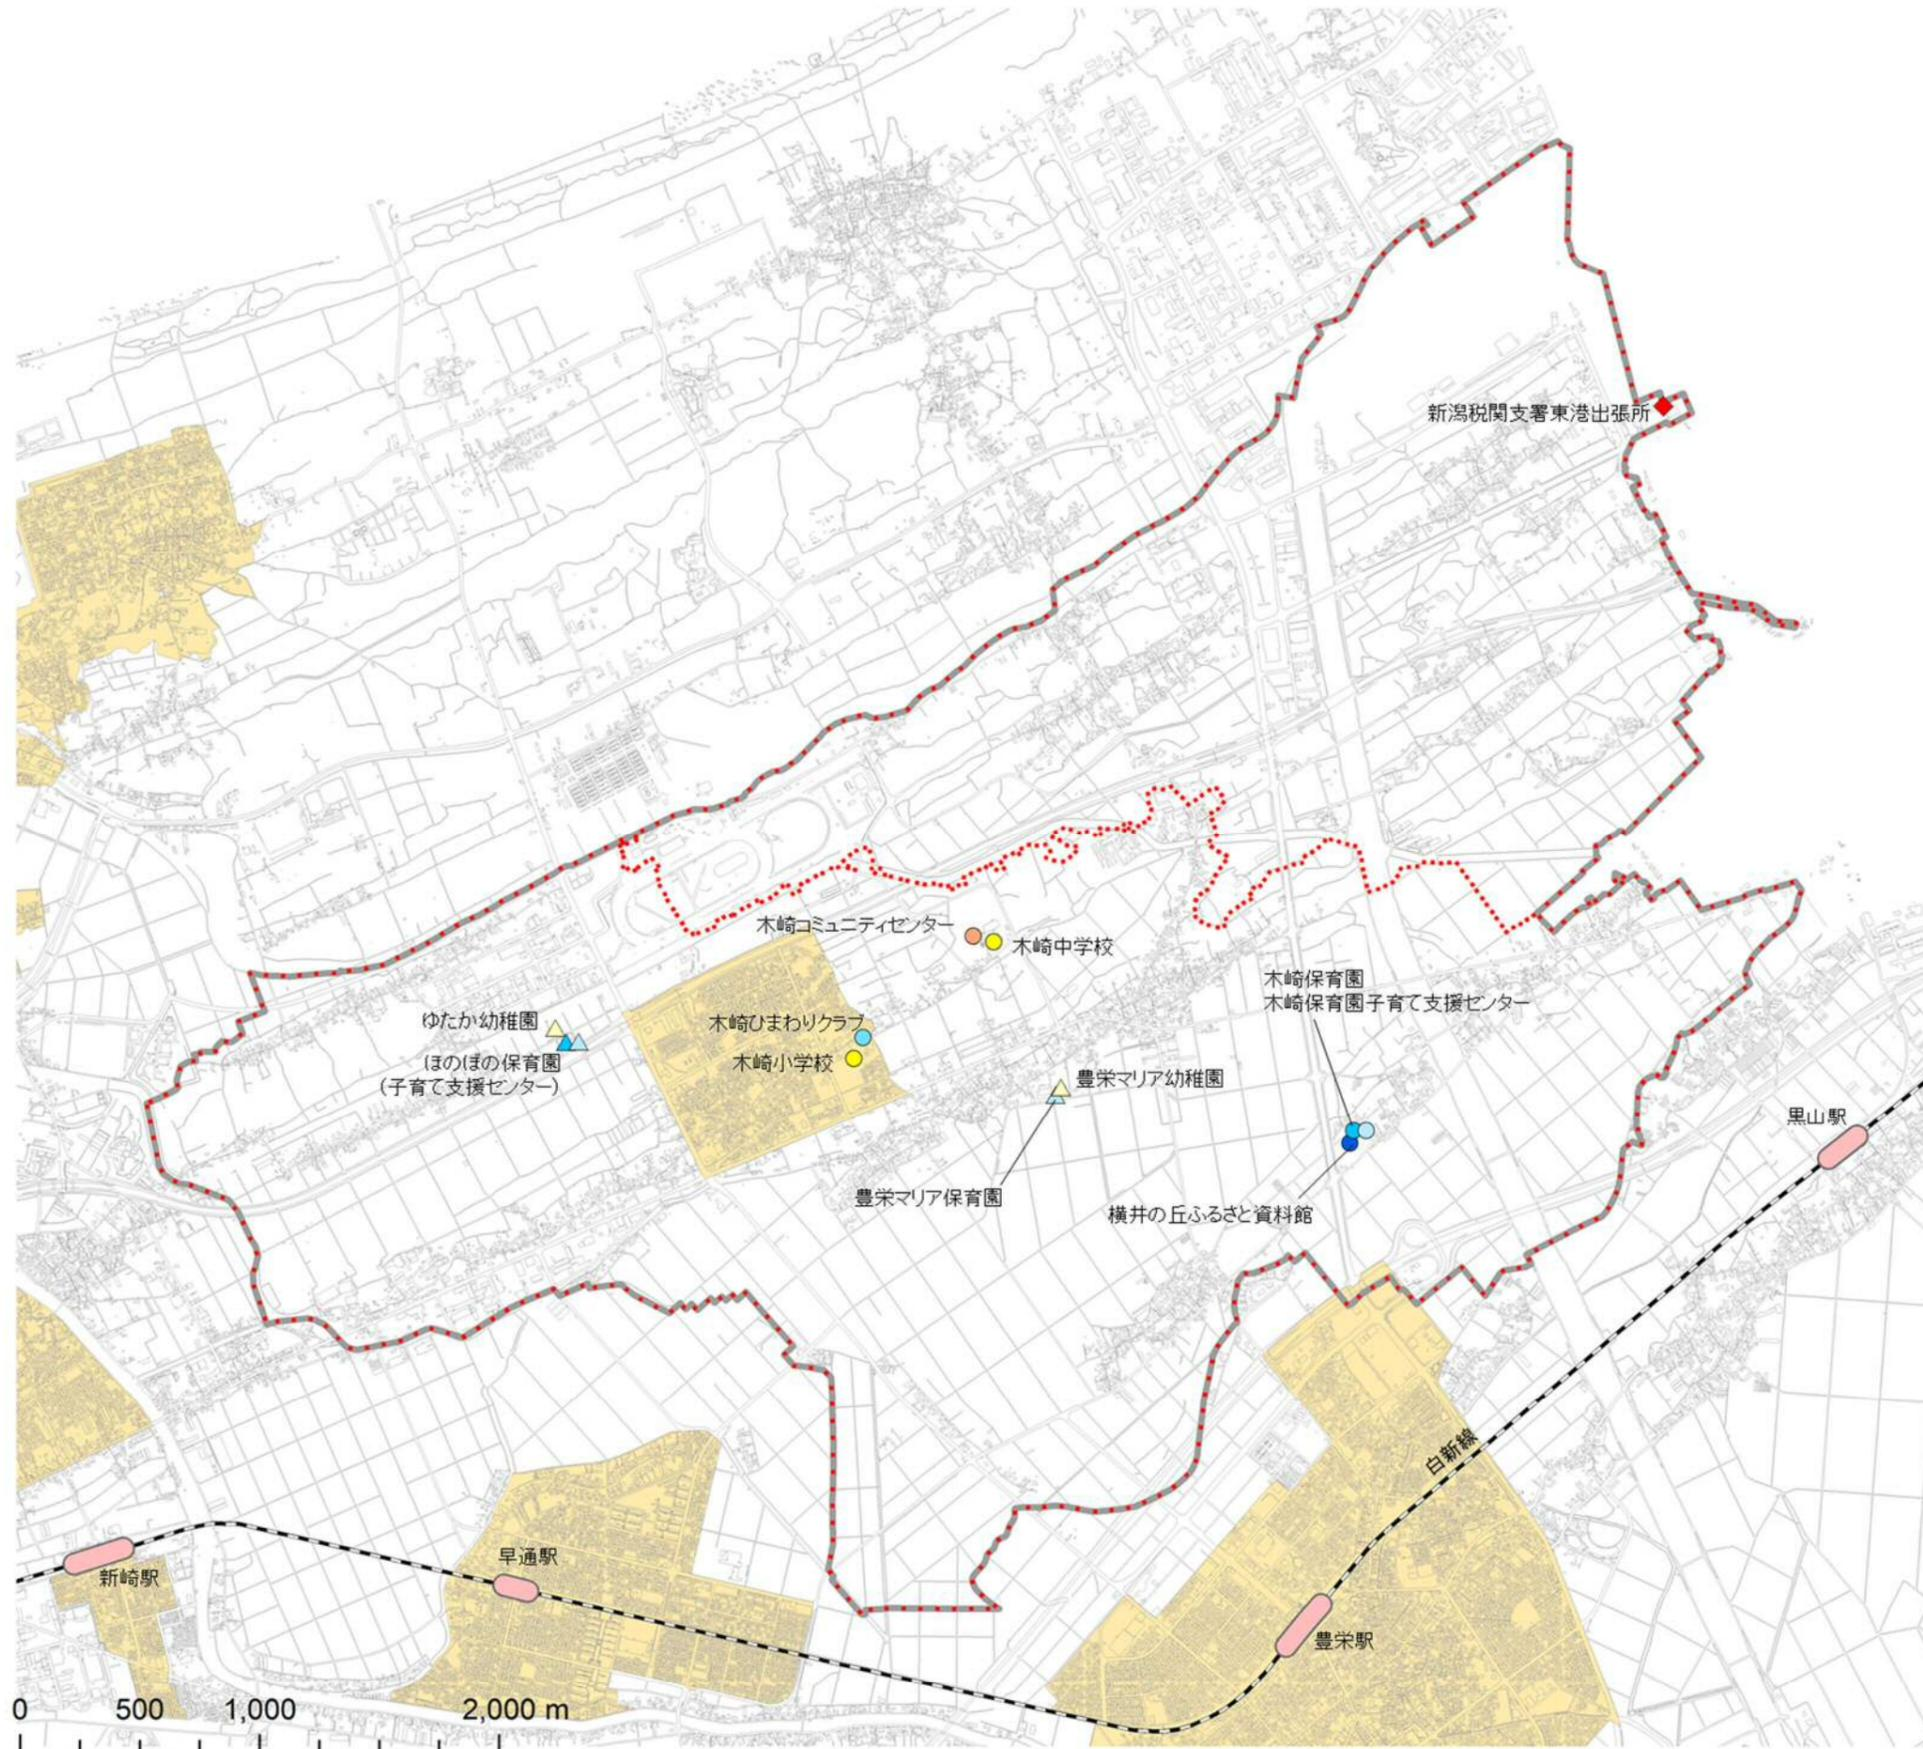 新潟税関支署東港出張所
木崎コミュニティセンター
木崎中学校
木崎保育園
木崎保育園子育て支援センター
ゆたか幼稚園
木崎ひまわりクラブ
ほのぼの保育園
(子育て支援センター)
木崎小学校
豊栄マリア幼稚園
黒山駅
豊栄マリア保育園
横井の丘ふるさと資料館
白新線
早通駅
新崎駅
豊栄駅
0 500 1,000 2,000 m